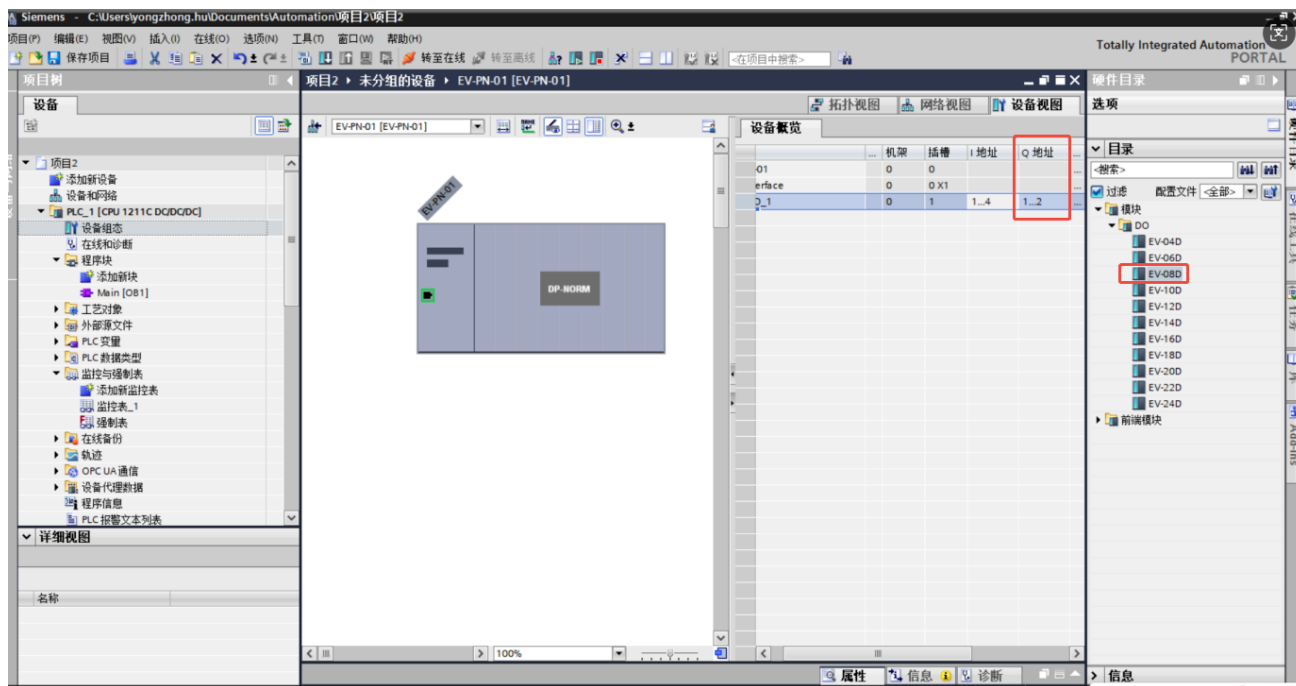 Siemens - C:\Users\yongzhong.hu\Documents\Automation\项目2\项目2
项目(P) 编辑(E) 视图(V) 插入(I) 在线(O) 选项(N) 工具(T) 窗口(W) 帮助(H)
Totally Integrated Automation
PORTAL
保存项目 转至在线 转至离线 <在项目中搜索>
项目树
项目2 未分组的设备 EV-PN-01 [EV-PN-01]
硬件目录
设备
拓扑视图 网络视图 设备视图
选项
EV-PN-01 [EV-PN-01]
设备概览
... 机架 插槽 I 地址 Q 地址 ...
01 0 0
erface 0 0 X1
_1 0 1 1...4 1...2
EV-PN-01
DP-NORM
项目2
添加新设备
设备和网络
PLC_1 [CPU 1211C DC/DC/DC]
设备组态
在线和诊断
程序块
添加新块
Main [OB1]
工艺对象
外部源文件
PLC 变量
PLC 数据类型
监控与强制表
添加新监控表
监控表_1
强制表
在线备份
轨迹
OPC UA 通信
设备代理数据
程序信息
PLC 报警文本列表
详细视图
名称
100%
属性 信息 诊断
目录
<搜索>
过滤 配置文件 <全部>
模块
DO
EV-04D
EV-06D
EV-08D
EV-10D
EV-12D
EV-14D
EV-16D
EV-18D
EV-20D
EV-22D
EV-24D
前端模块
信息
Add-Ins